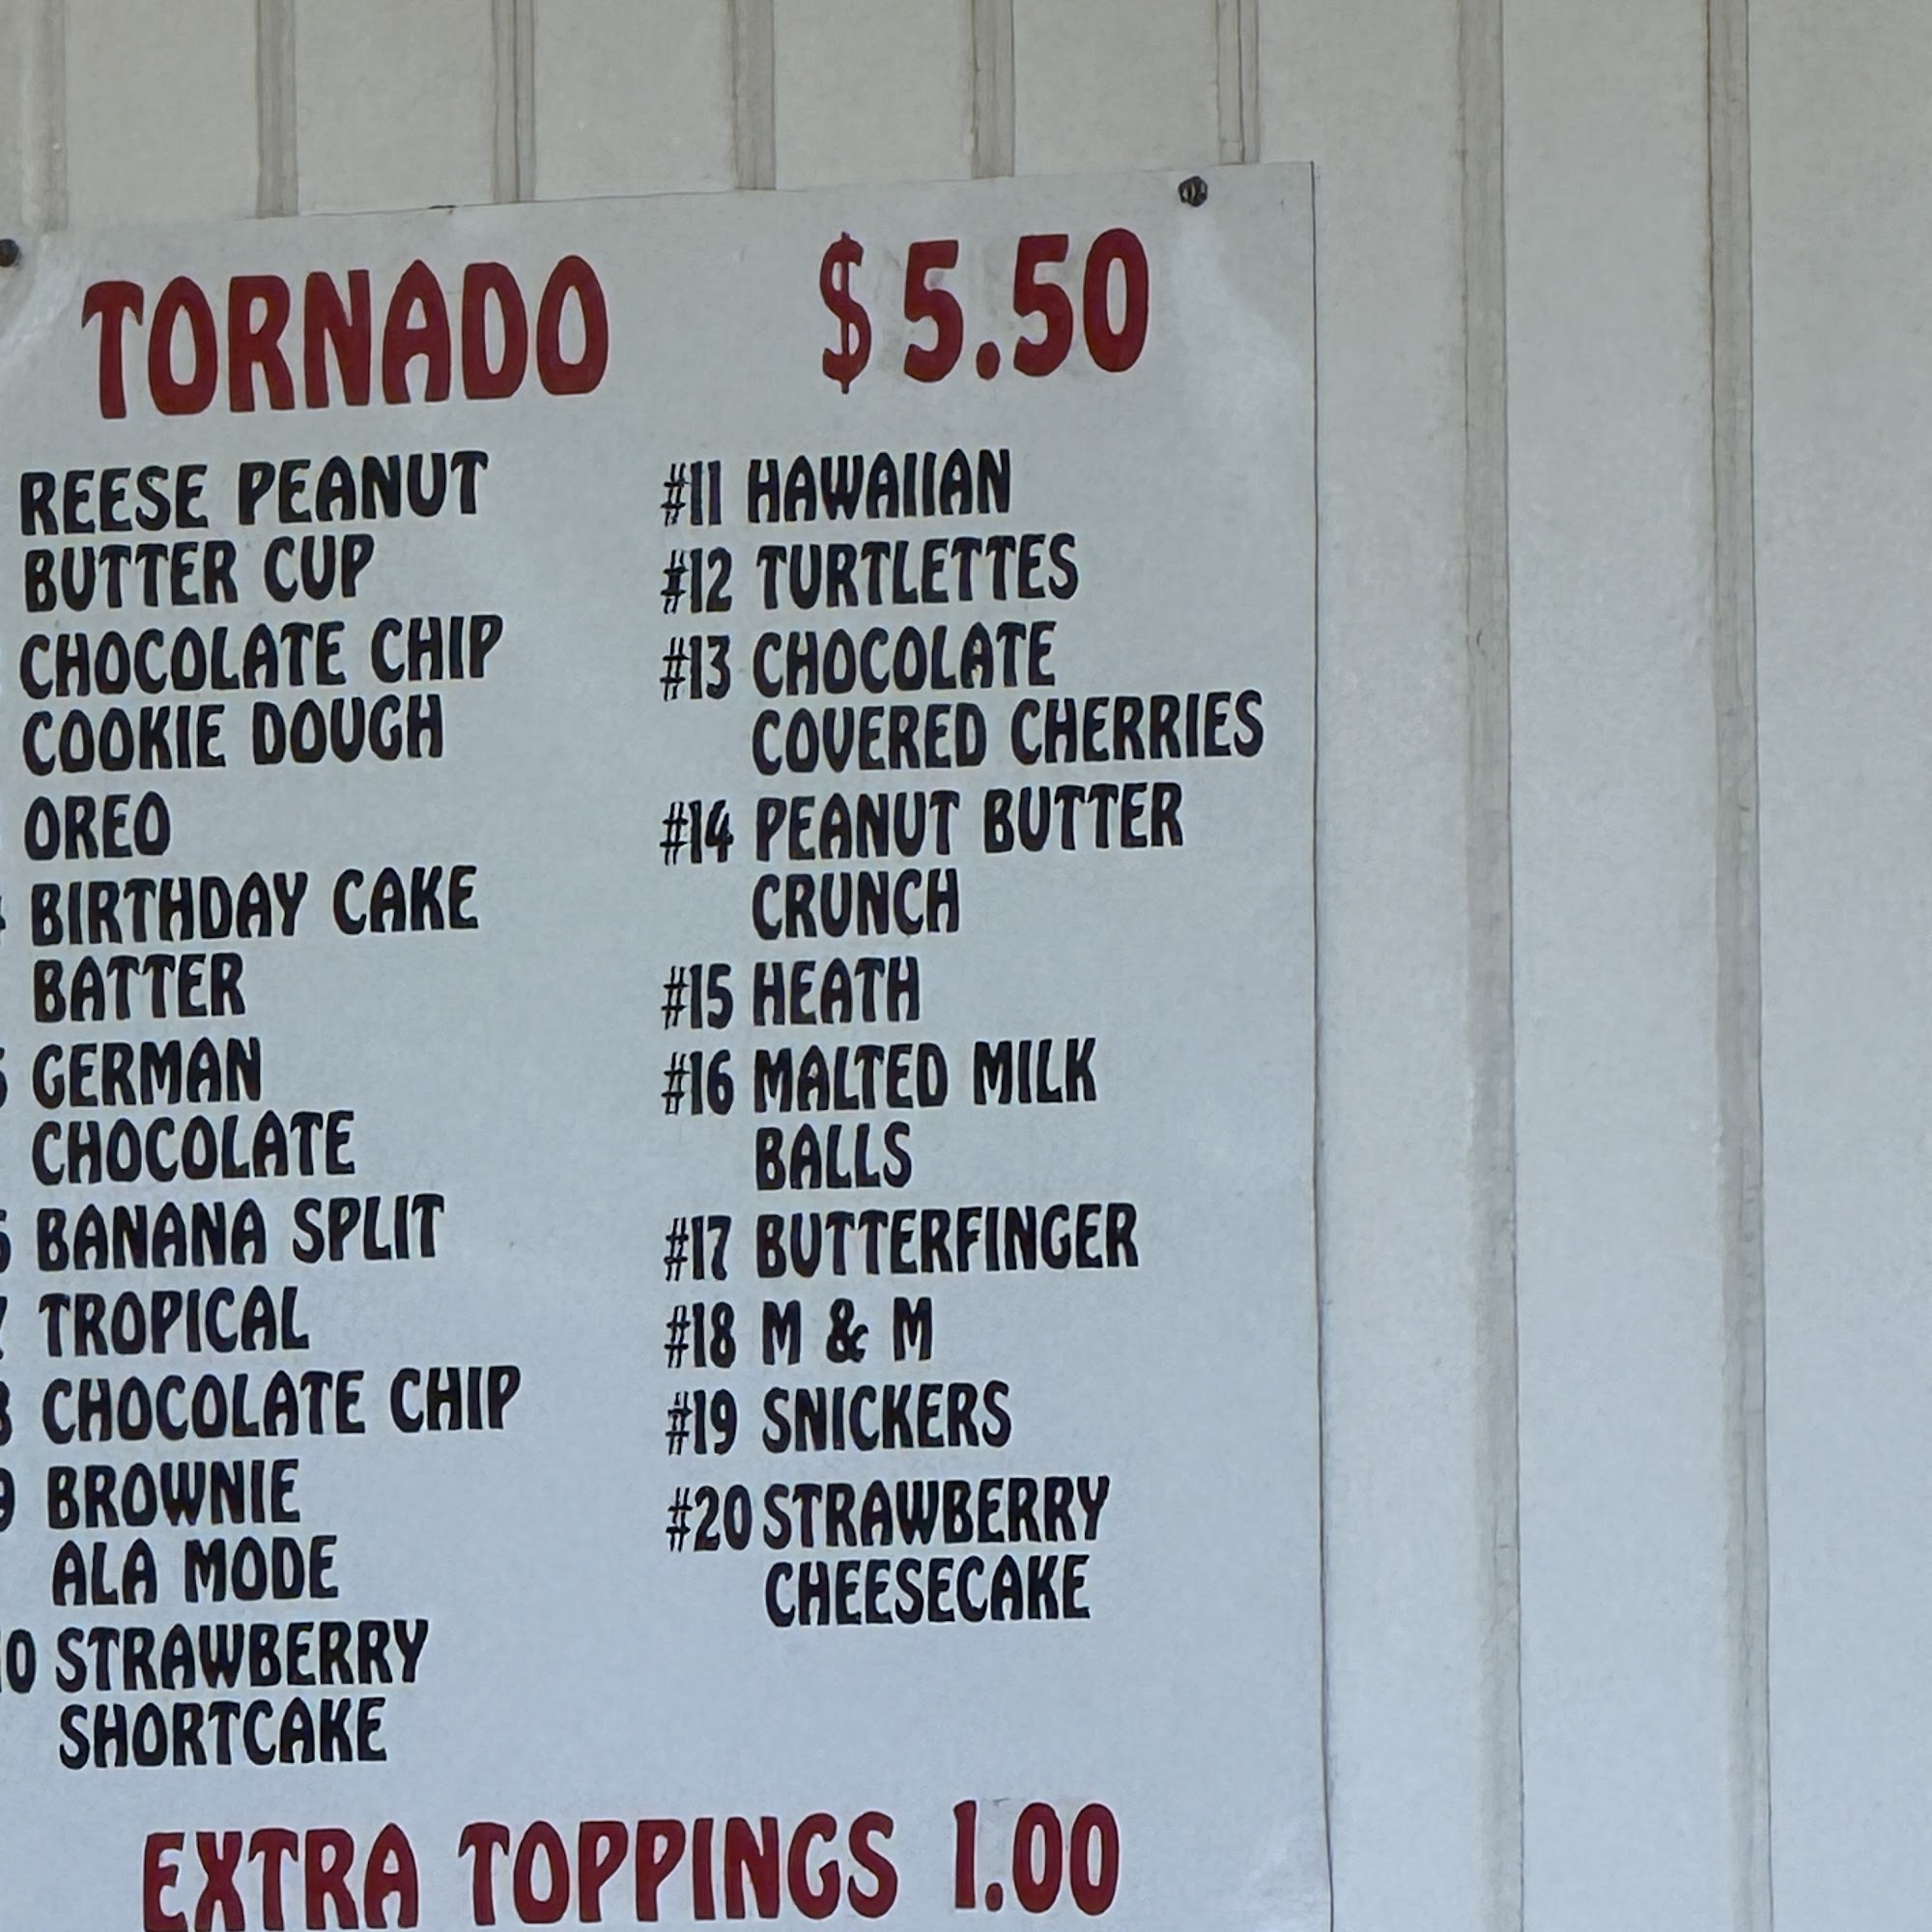 TORNADO $5.50
REESE PEANUT
BUTTER CUP
CHOCOLATE CHIP
COOKIE DOUGH
OREO
BIRTHDAY CAKE
BATTER
GERMAN
CHOCOLATE
BANANA SPLIT
TROPICAL
CHOCOLATE CHIP
9 BROWNIE
ALA MODE
0 STRAWBERRY
SHORTCAKE
#11 HAWAIIAN
#12 TURTLETTES
#13 CHOCOLATE
COVERED CHERRIES
#14 PEANUT BUTTER
CRUNCH
#15 HEATH
#16 MALTED MILK
BALLS
#17 BUTTERFINGER
#18 M & M
#19 SNICKERS
#20 STRAWBERRY
CHEESECAKE
EXTRA TOPPINGS 1.00